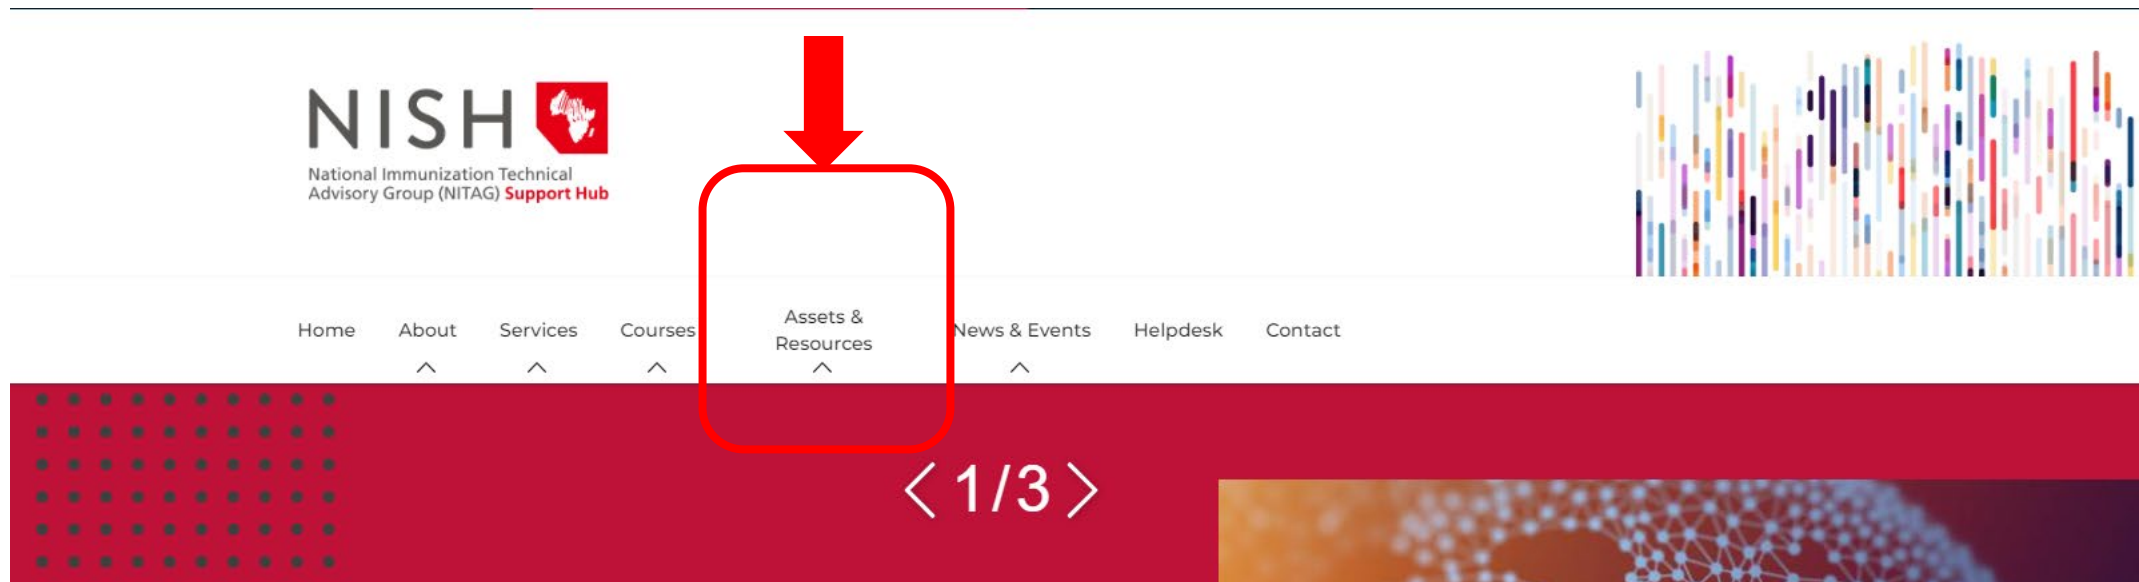 NISH
National Immunization Technical
Advisory Group (NITAG) Support Hub
Home About Services Courses Assets & Resources News & Events Helpdesk Contact
1/3